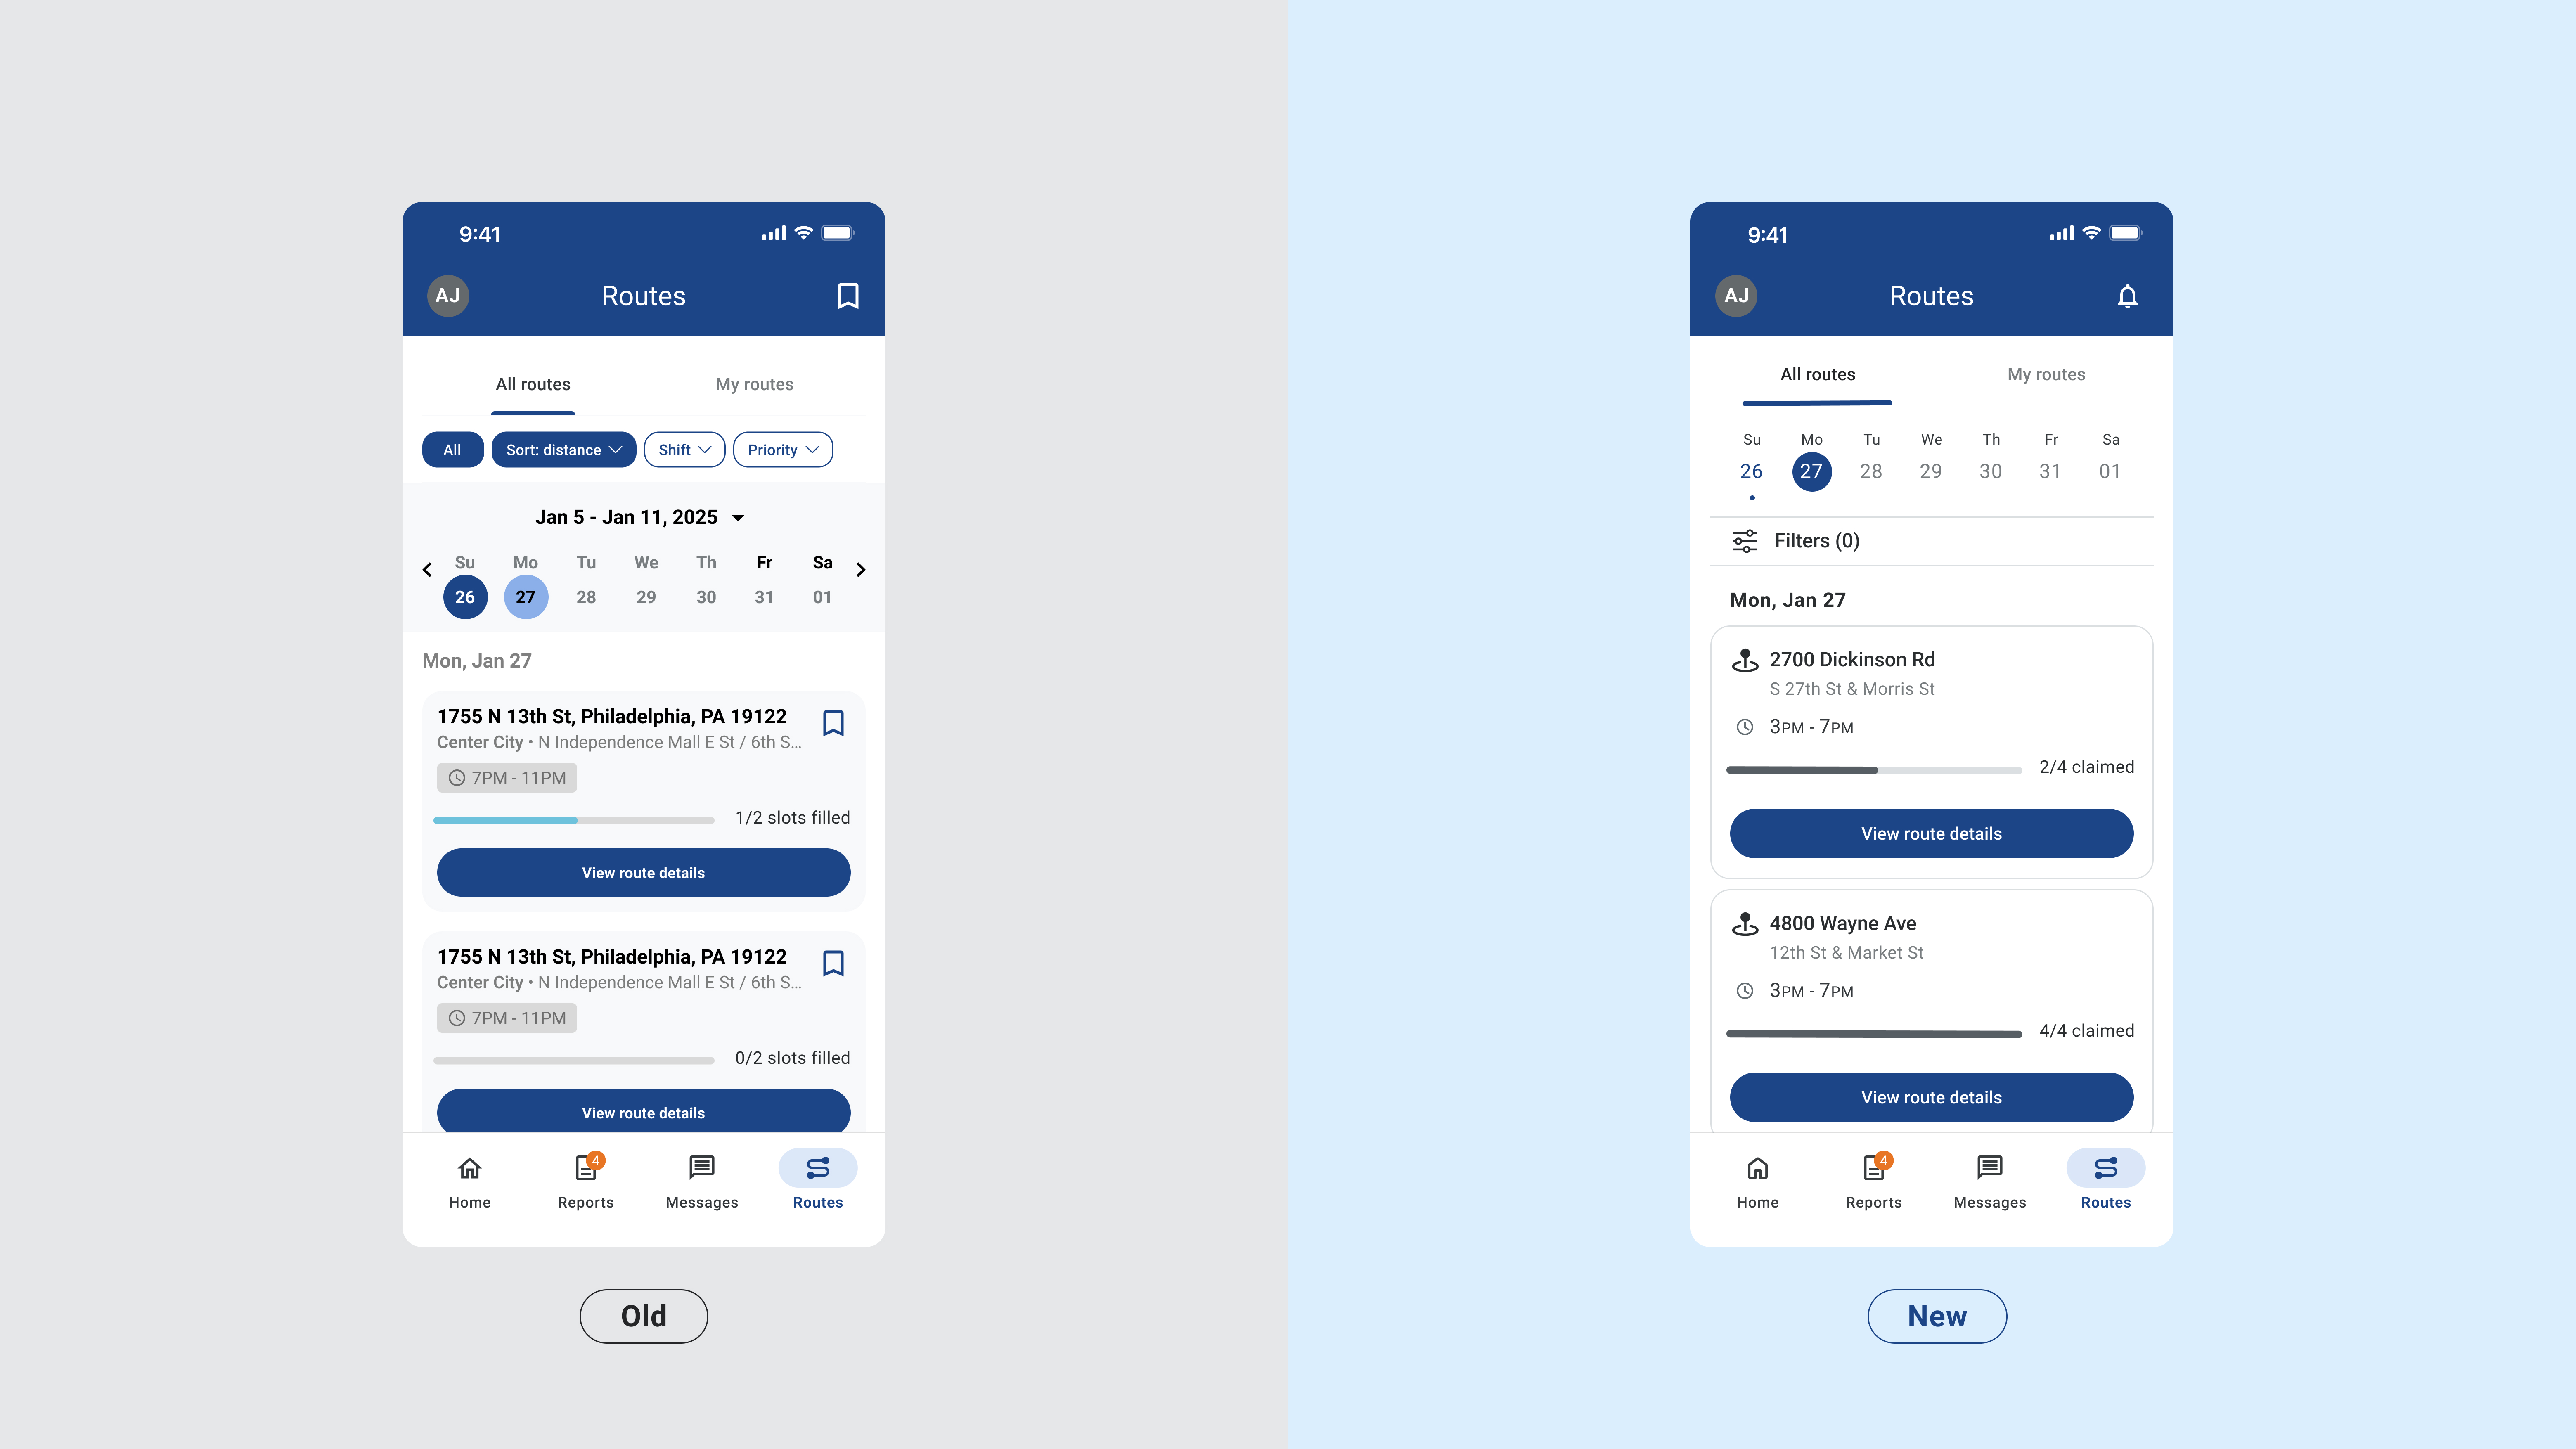 9:41
AJ
Routes
All routes
My routes
All
Sort: distance
Shift
Priority
Jan 5 - Jan 11, 2025
Su Mo Tu We Th Fr Sa
26 27 28 29 30 31 01
Mon, Jan 27
1755 N 13th St, Philadelphia, PA 19122
Center City • N Independence Mall E St / 6th S...
7PM - 11PM
1/2 slots filled
View route details
1755 N 13th St, Philadelphia, PA 19122
Center City • N Independence Mall E St / 6th S...
7PM - 11PM
0/2 slots filled
View route details
4
Home Reports Messages Routes
Old
9:41
AJ
Routes
All routes
My routes
Su Mo Tu We Th Fr Sa
26 27 28 29 30 31 01
Filters (0)
Mon, Jan 27
2700 Dickinson Rd
S 27th St & Morris St
3PM - 7PM
2/4 claimed
View route details
4800 Wayne Ave
12th St & Market St
3PM - 7PM
4/4 claimed
View route details
4
Home Reports Messages Routes
New